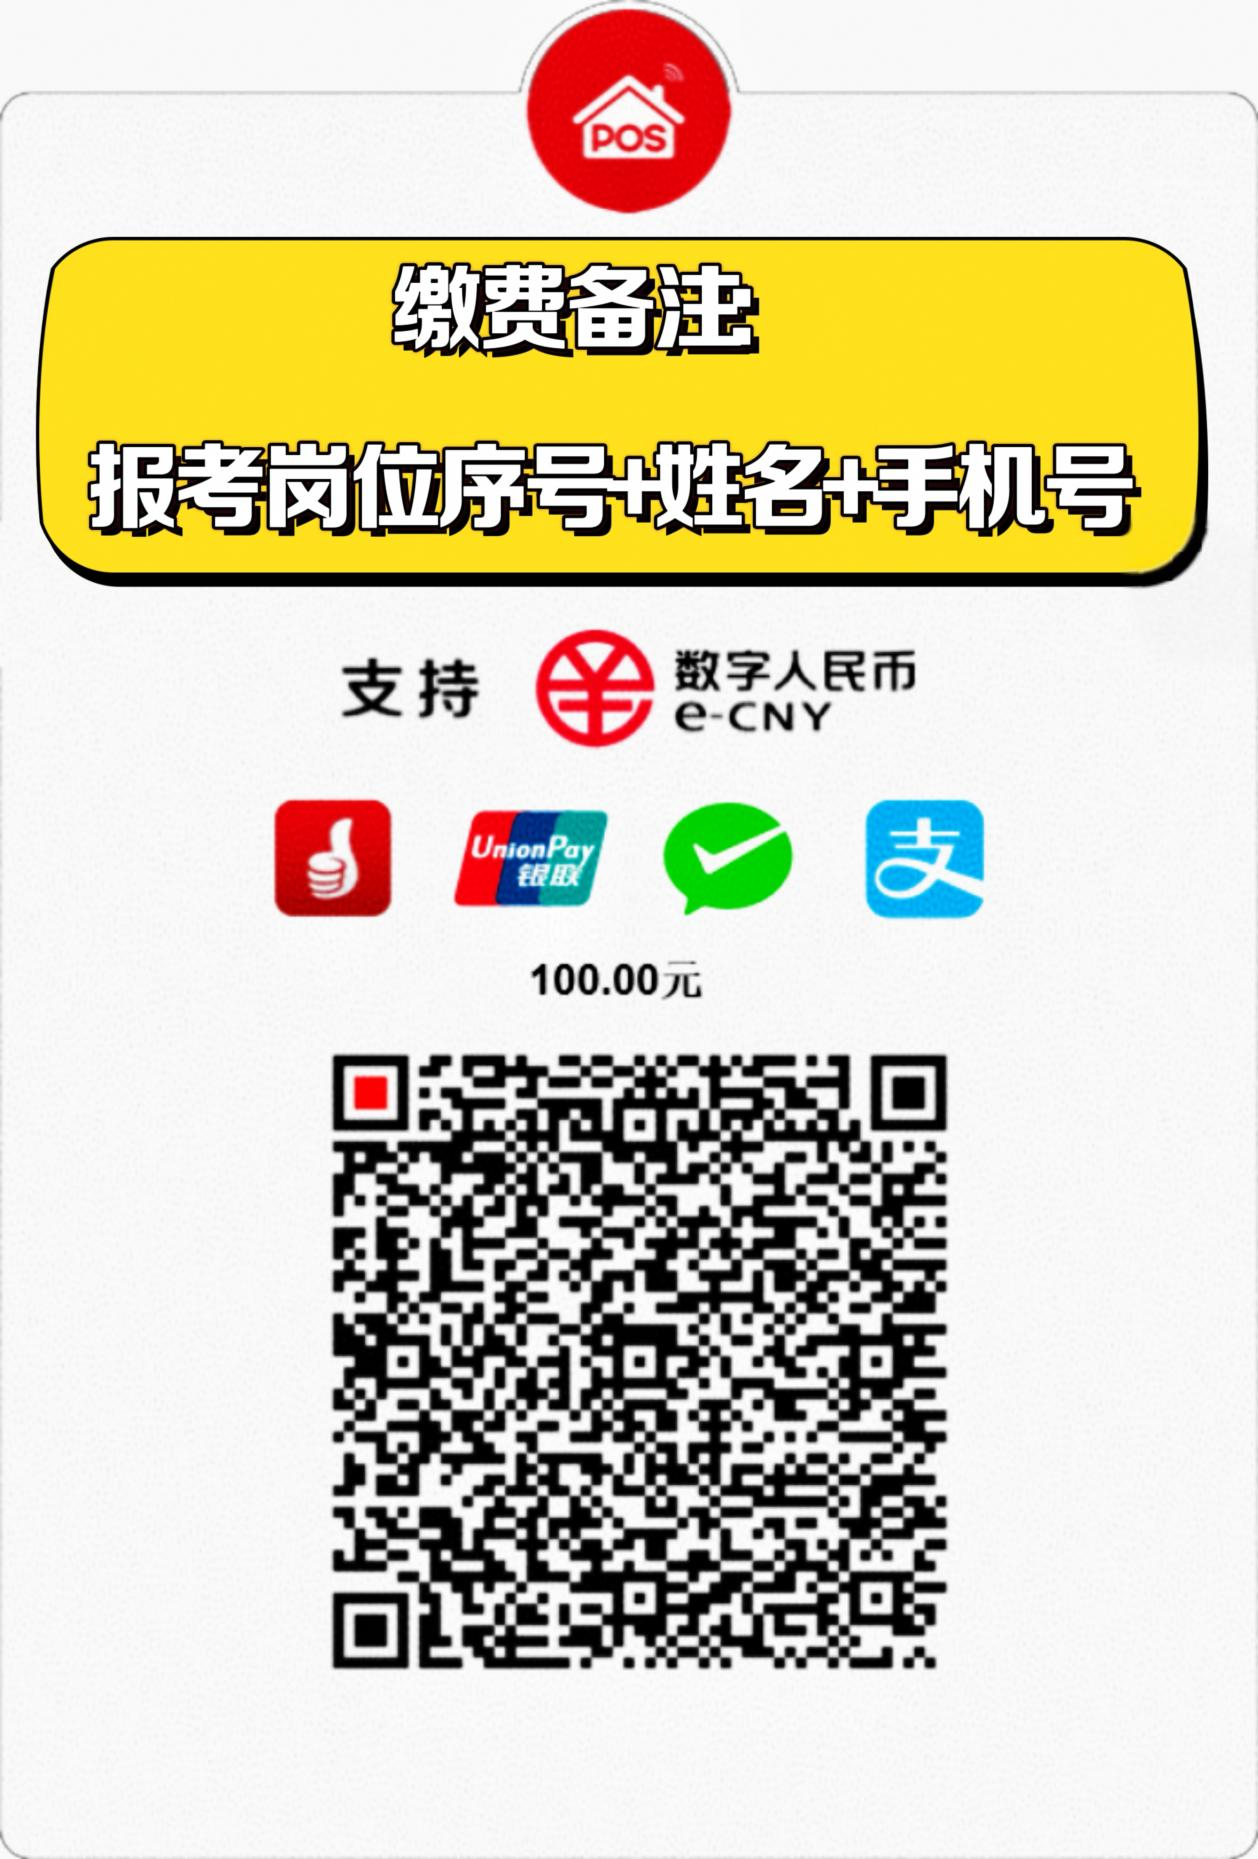 POS
缴费备注
报考岗位序号+姓名+手机号
支持
数字人民币
e-CNY
UnionPay
银联
支
100.00元